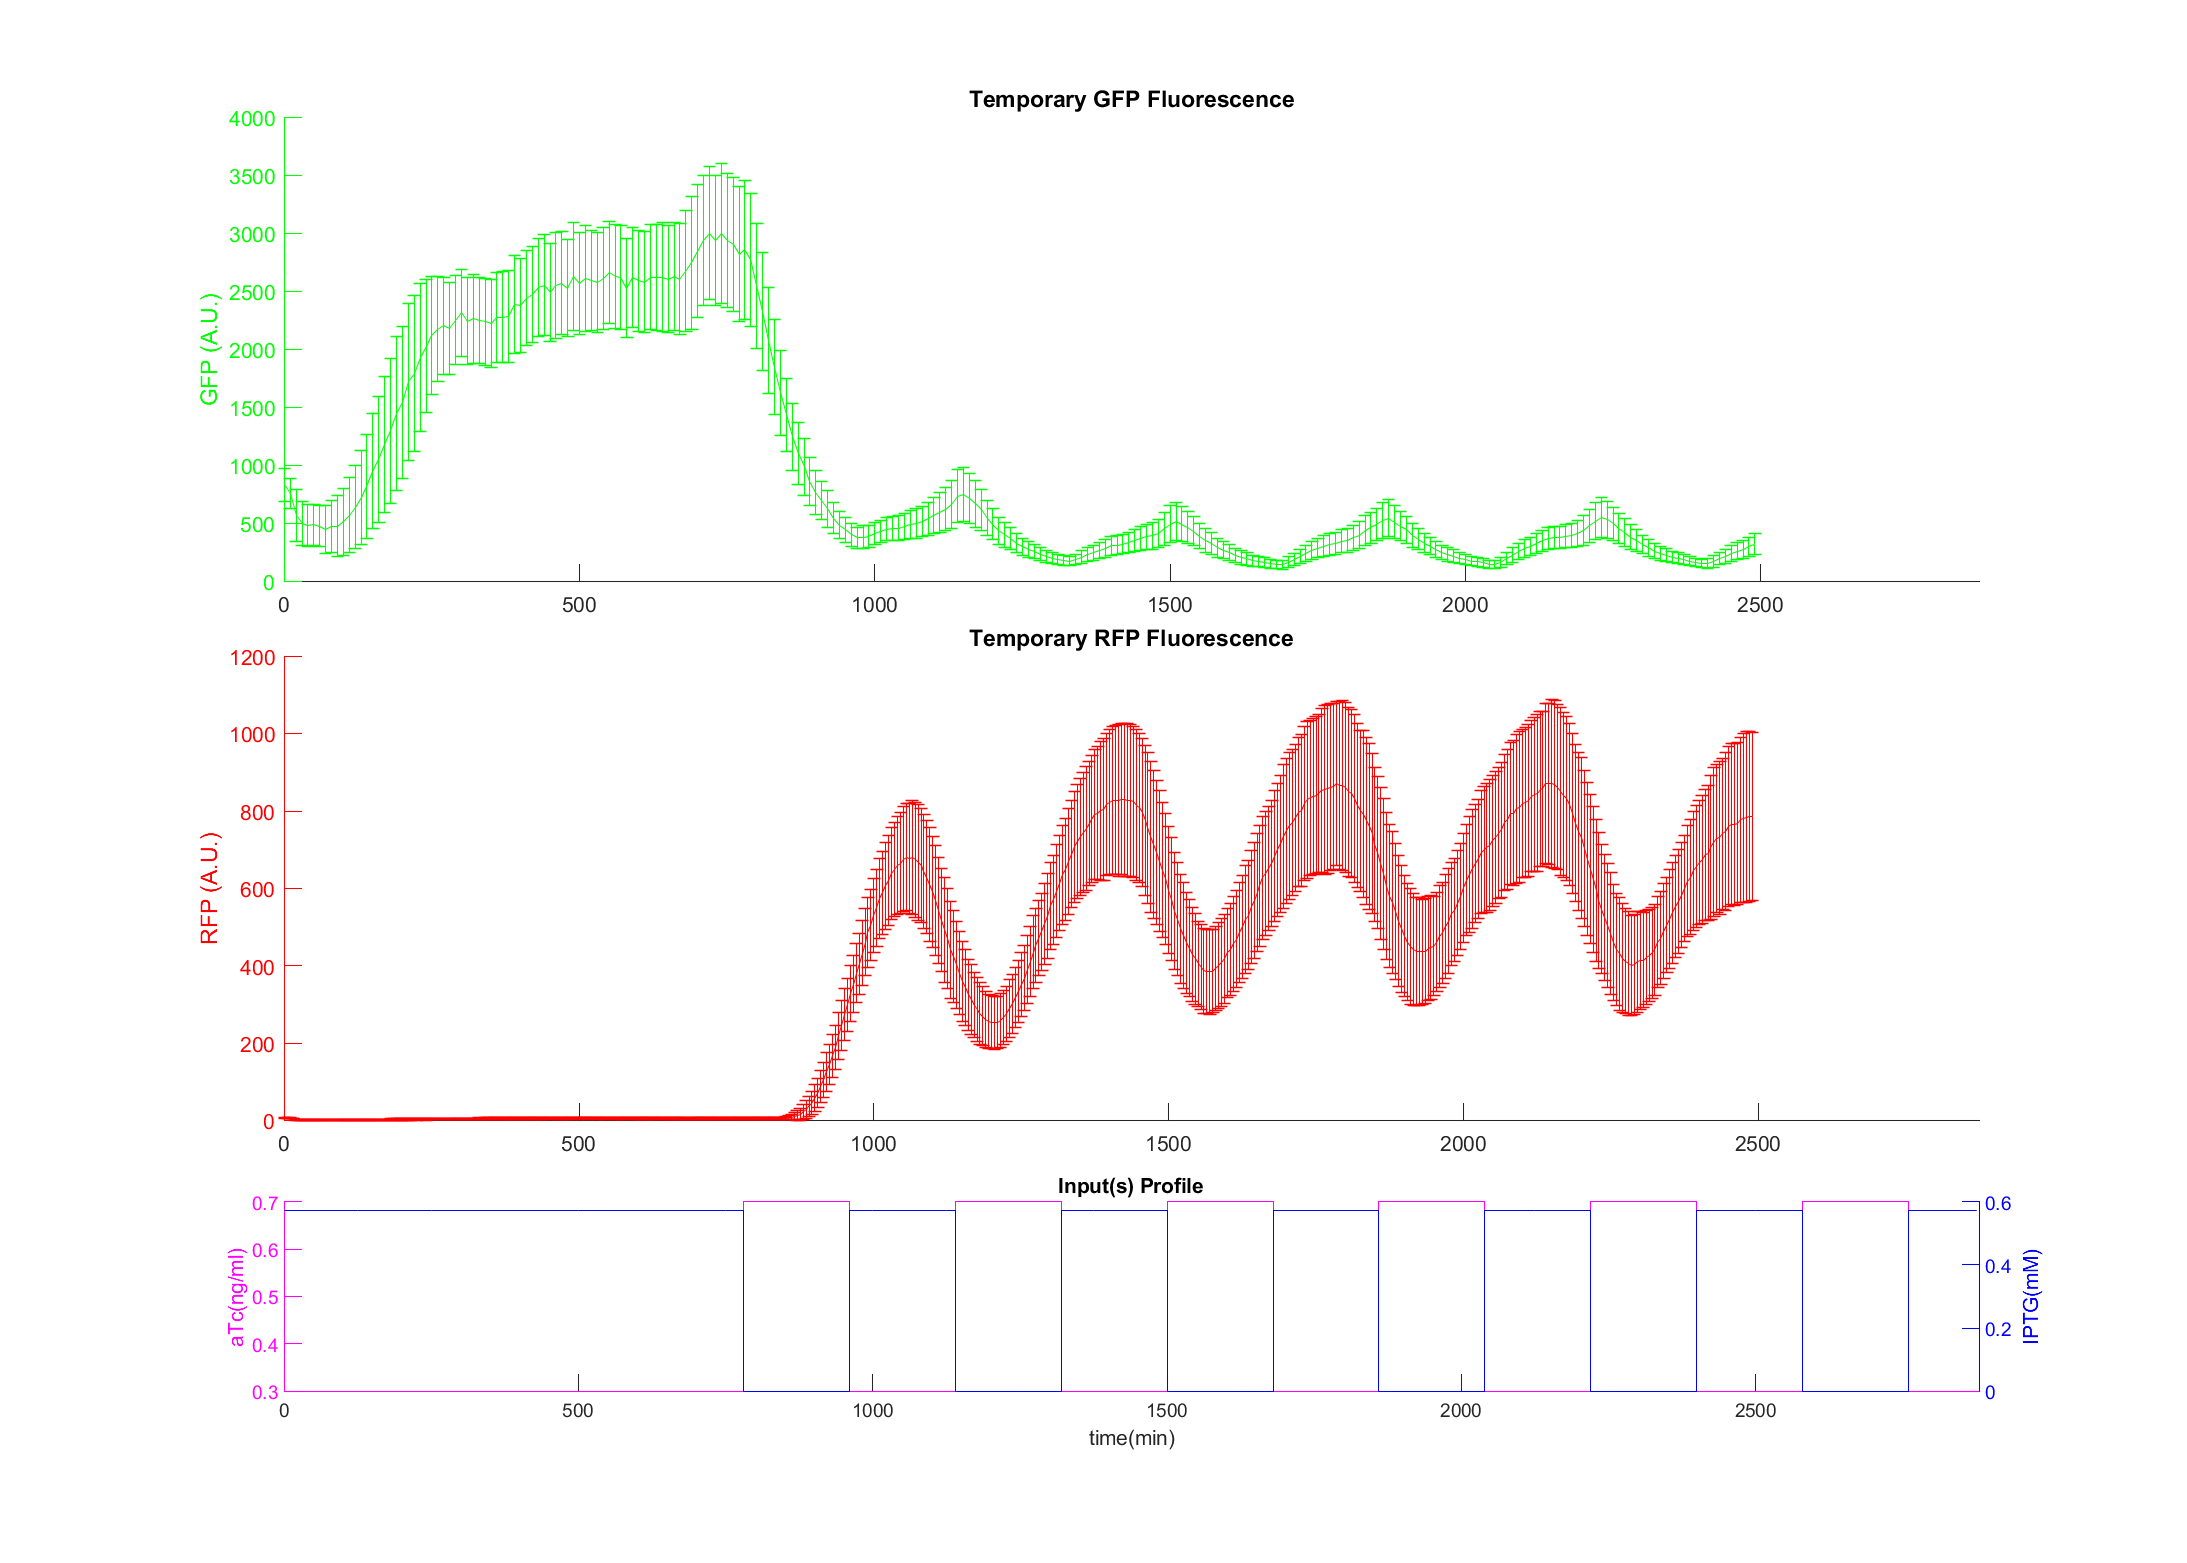 Temporary GFP Fluorescence
4000
3500
3000
2500
2000
1500
1000
500
0
GFP (A.U.)
0 500 1000 1500 2000 2500
Temporary RFP Fluorescence
1200
1000
800
600
400
200
0
RFP (A.U.)
0 500 1000 1500 2000 2500
Input(s) Profile
0.7
0.6
0.5
0.4
0.3
aTc(ng/ml)
0.6
0.4
0.2
0
IPTG(mM)
0 500 1000 1500 2000 2500
time(min)